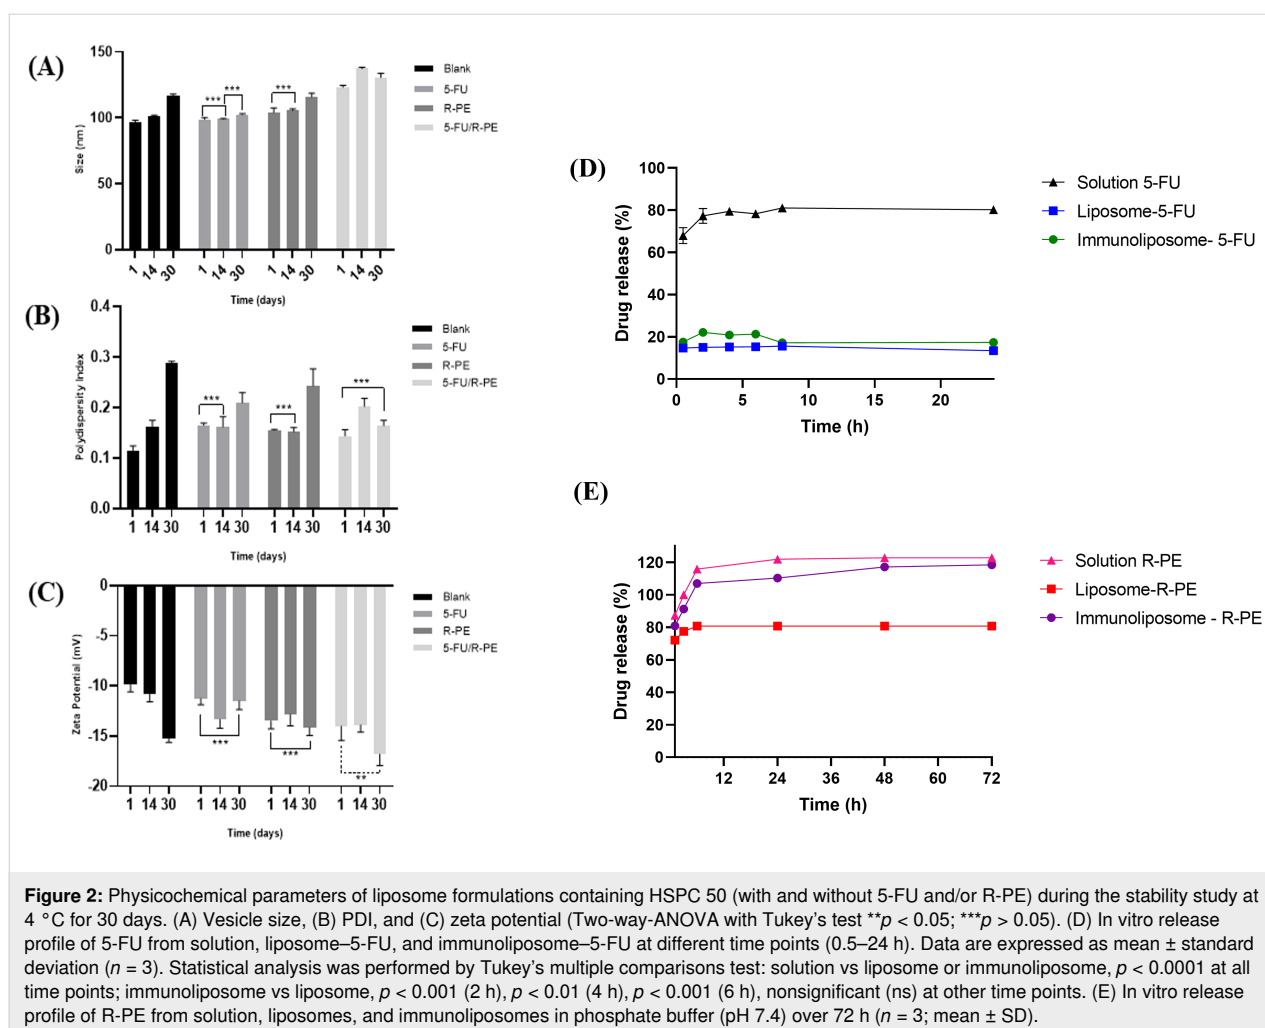 (A)
150
100
50
0
Size (nm)
***
***
***
1 14 30 1 14 30 1 14 30 1 14 30
Time (days)
Blank
5-FU
R-PE
5-FU/R-PE
(B)
0.4
0.3
0.2
0.1
0.0
Polydispersity Index
***
***
***
1 14 30 1 14 30 1 14 30 1 14 30
Time (days)
Blank
5-FU
R-PE
5-FU/R-PE
(C)
0
-5
-10
-15
-20
Zeta Potential (mV)
***
***
**
1 14 30 1 14 30 1 14 30 1 14 30
Time (days)
Blank
5-FU
R-PE
5-FU/R-PE
(D)
100
80
60
40
20
0
Drug release (%)
0 5 10 15 20
Time (h)
Solution 5-FU
Liposome-5-FU
Immunoliposome- 5-FU
(E)
120
100
80
60
40
20
0
Drug release (%)
12 24 36 48 60 72
Time (h)
Solution R-PE
Liposome-R-PE
Immunoliposome - R-PE
Figure 2: Physicochemical parameters of liposome formulations containing HSPC 50 (with and without 5-FU and/or R-PE) during the stability study at
4 °C for 30 days. (A) Vesicle size, (B) PDI, and (C) zeta potential (Two-way-ANOVA with Tukey’s test **p < 0.05; ***p > 0.05). (D) In vitro release
profile of 5-FU from solution, liposome–5-FU, and immunoliposome–5-FU at different time points (0.5–24 h). Data are expressed as mean ± standard
deviation (n = 3). Statistical analysis was performed by Tukey’s multiple comparisons test: solution vs liposome or immunoliposome, p < 0.0001 at all
time points; immunoliposome vs liposome, p < 0.001 (2 h), p < 0.01 (4 h), p < 0.001 (6 h), nonsignificant (ns) at other time points. (E) In vitro release
profile of R-PE from solution, liposomes, and immunoliposomes in phosphate buffer (pH 7.4) over 72 h (n = 3; mean ± SD).